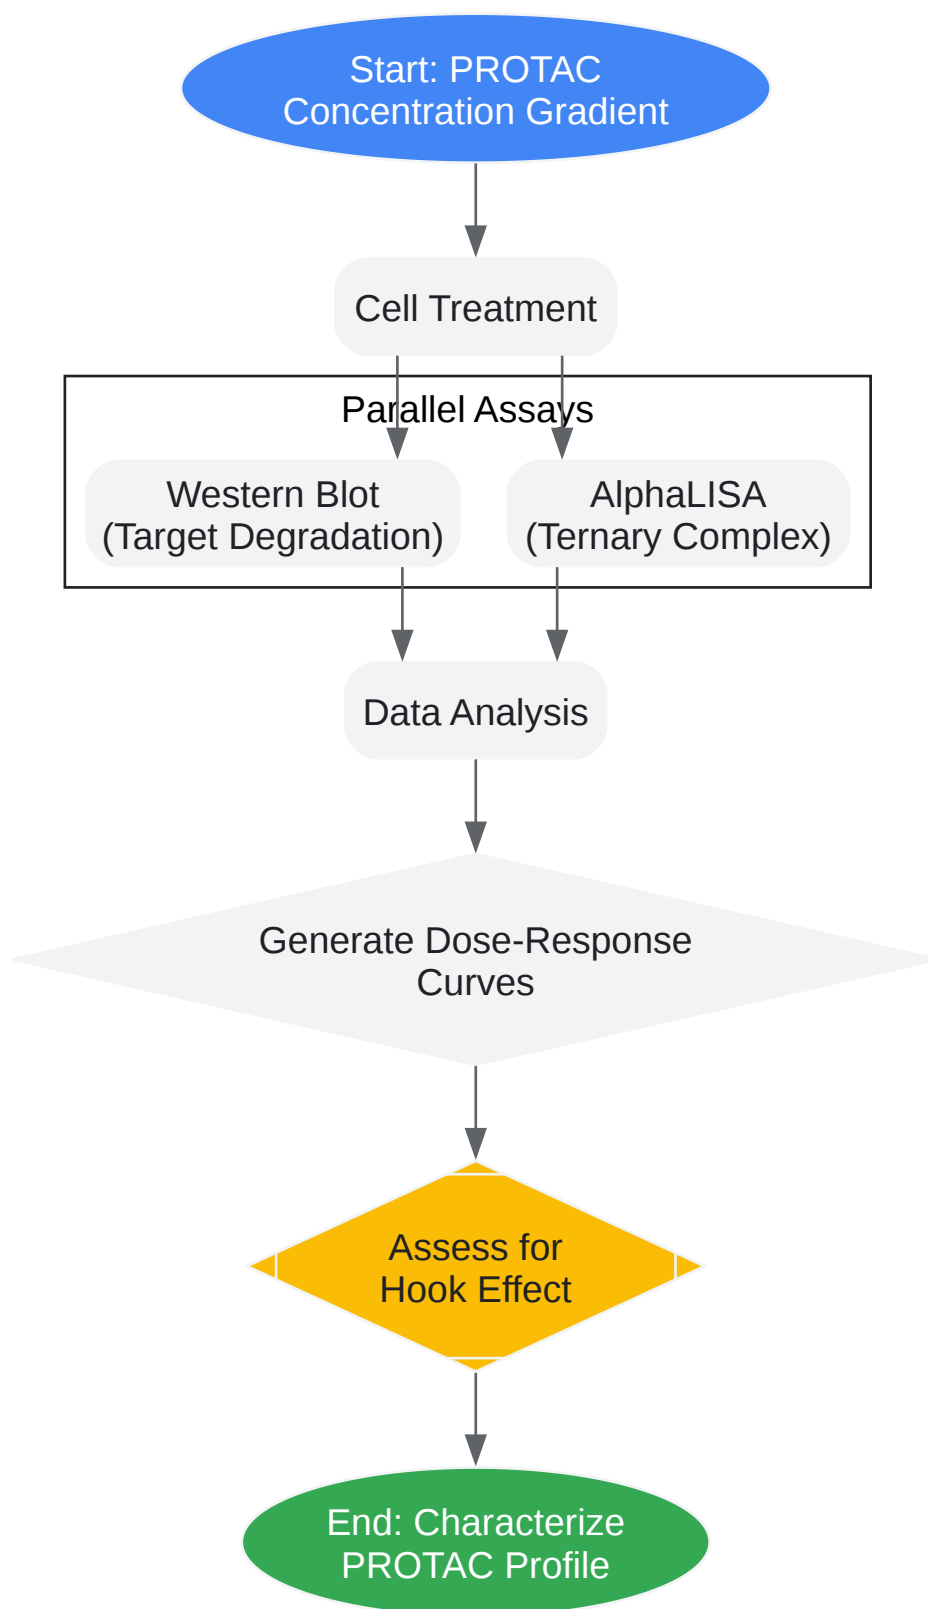 Start: PROTAC
Concentration Gradient
Cell Treatment
Parallel Assays
Western Blot
(Target Degradation)
AlphaLISA
(Ternary Complex)
Data Analysis
Generate Dose-Response
Curves
Assess for
Hook Effect
End: Characterize
PROTAC Profile